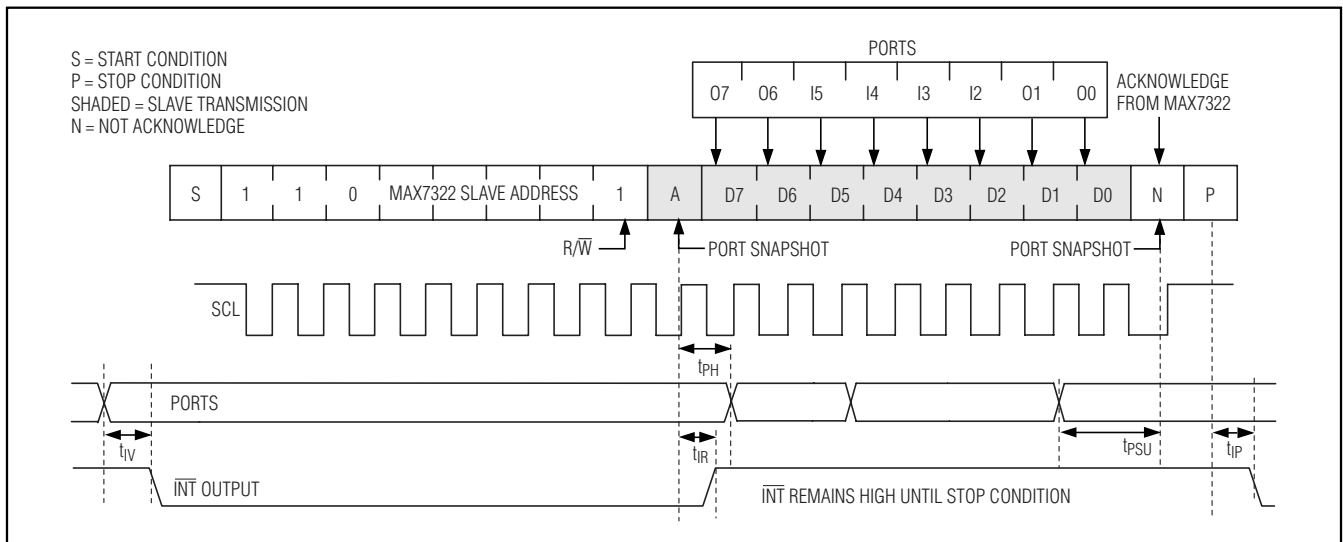 S = START CONDITION
P = STOP CONDITION
SHADED = SLAVE TRANSMISSION
N = NOT ACKNOWLEDGE
PORTS
O7 O6 I5 I4 I3 I2 O1 O0
ACKNOWLEDGE
FROM MAX7322
S 1 1 0 MAX7322 SLAVE ADDRESS 1 A D7 D6 D5 D4 D3 D2 D1 D0 N P
R/W̅ PORT SNAPSHOT PORT SNAPSHOT
SCL
tPH
PORTS
tIV tIR tPSU tIP
I̅N̅T̅ OUTPUT
I̅N̅T̅ REMAINS HIGH UNTIL STOP CONDITION